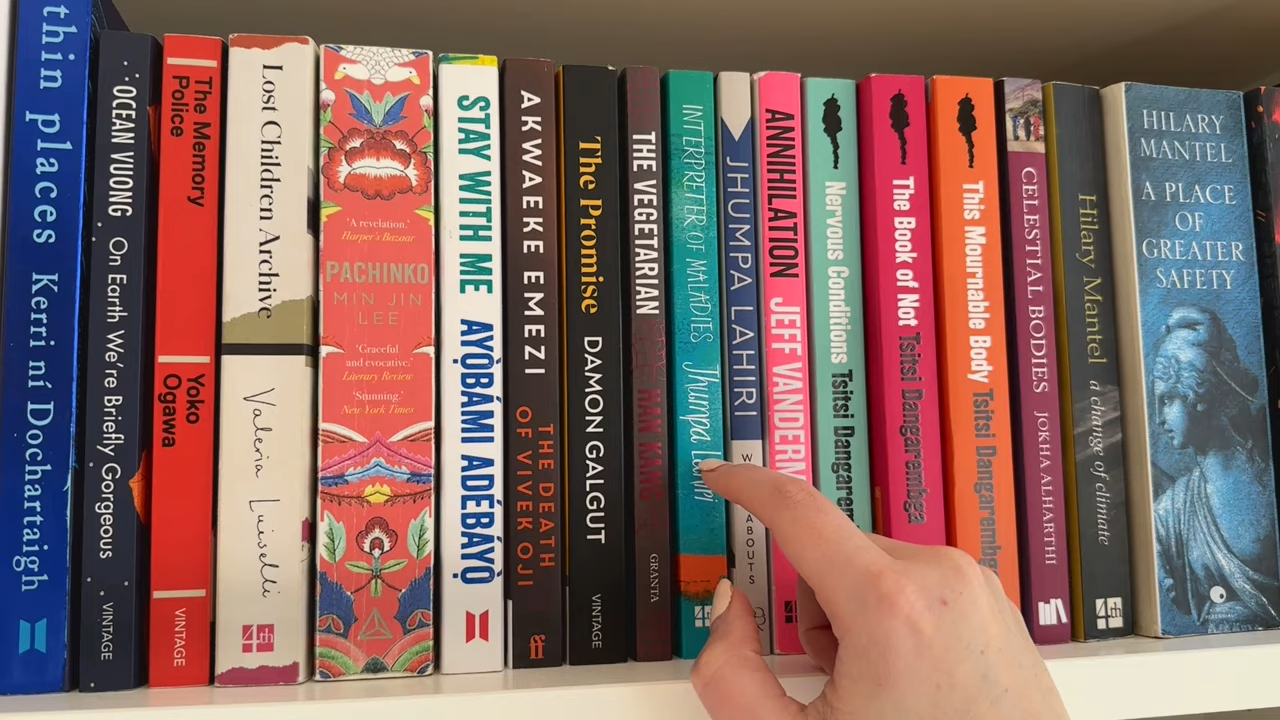 thin places Kerri ní Dochartaigh
OCEAN VUONG On Earth We're Briefly Gorgeous VINTAGE
The Memory
Police
Yoko
Ogawa
VINTAGE
Lost Children Archive Valeria Luiselli 4th
'A revelation.'
Harper's Bazaar
PACHINKO
MIN JIN
LEE
'Graceful
and evocative.'
Literary Review
'Stunning.'
New York Times
STAY WITH ME AYỌ̀BÁMI ADÉBÁYỌ̀
AKWAEKE EMEZI
THE DEATH
OF VIVEK OJI
The Promise DAMON GALGUT VINTAGE
THE VEGETARIAN HAN KANG GRANTA
INTERPRETER OF MALADIES Jhumpa 4th
JHUMPA LAHIRI
ANNIHILATION JEFF VANDERM 4th
Nervous Conditions Tsitsi Dangarem
The Book of Not Tsitsi Dangarembga
This Mournable Body Tsitsi Dangarembga
CELESTIAL BODIES JOKHA ALHARTHI
Hilary Mantel a change of climate 4th
HILARY
MANTEL
A PLACE
OF
GREATER
SAFETY